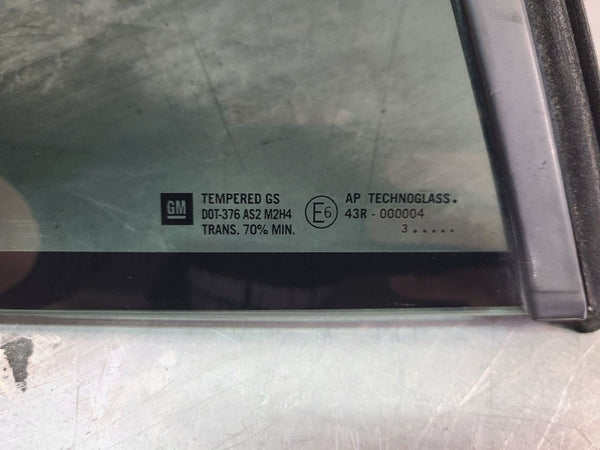 GM
TEMPERED GS
DOT-376 AS2 M2H4
TRANS. 70% MIN.
E6
AP TECHNOGLASS.
43R - 000004
3.....